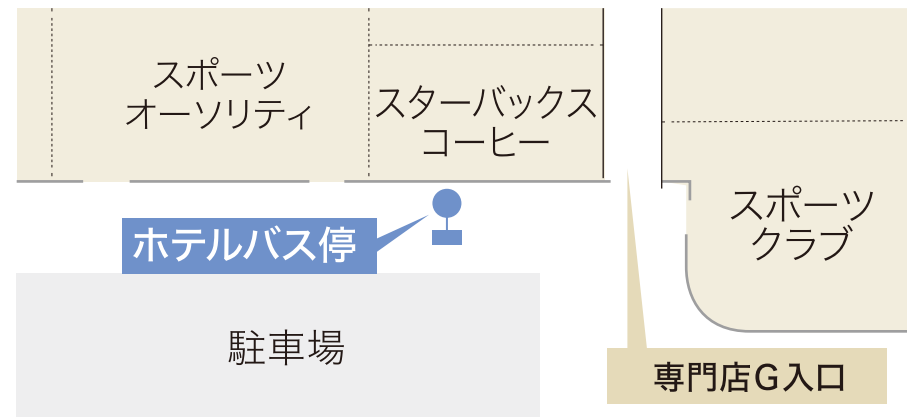 スポーツ
オーソリティ
スターバックス
コーヒー
スポーツ
クラブ
ホテルバス停
駐車場
専門店G入口